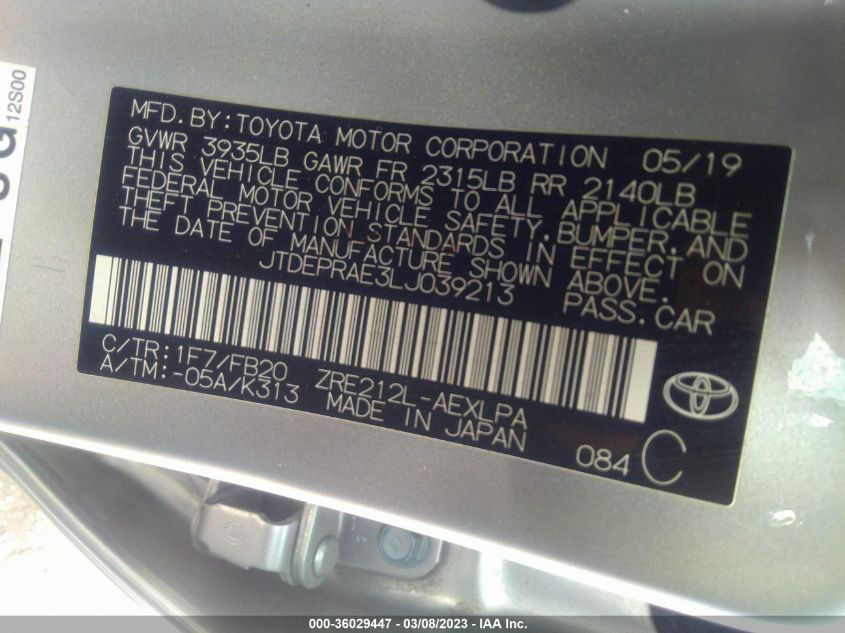 12S00
MFD. BY: TOYOTA MOTOR CORPORATION 05/19
GVWR 3935LB GAWR FR 2315LB RR 2140LB
THIS VEHICLE CONFORMS TO ALL APPLICABLE
FEDERAL MOTOR VEHICLE SAFETY, BUMPER, AND
THEFT PREVENTION STANDARDS IN EFFECT ON
THE DATE OF MANUFACTURE SHOWN ABOVE.
JTDEPRAE3LJ039213 PASS. CAR
C/TR: 1F7/FB20 ZRE212L-AEXLPA
A/TM: -05A/K313 MADE IN JAPAN
084 C
000-36029447 - 03/08/2023 - IAA Inc.